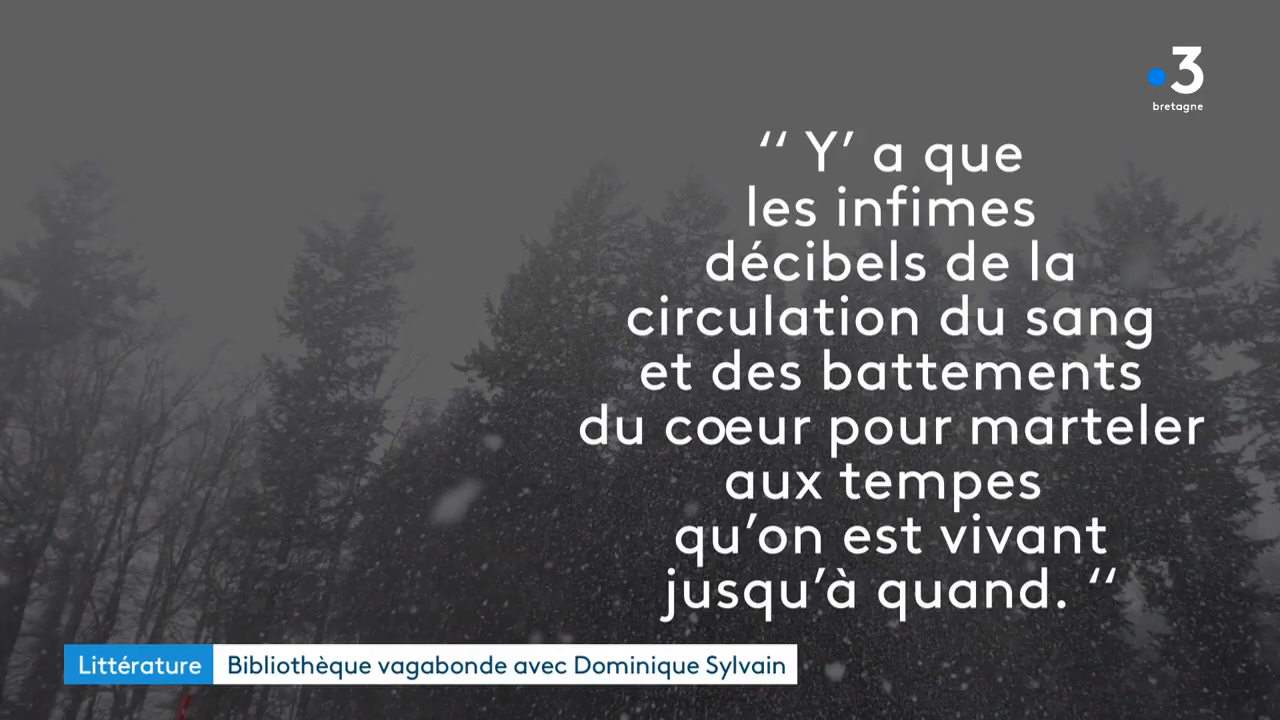 3
bretagne
‘‘ Y’ a que
les infimes
décibels de la
circulation du sang
et des battements
du coeur pour marteler
aux tempes
qu’on est vivant
jusqu’à quand. ‘‘
Littérature Bibliothèque vagabonde avec Dominique Sylvain